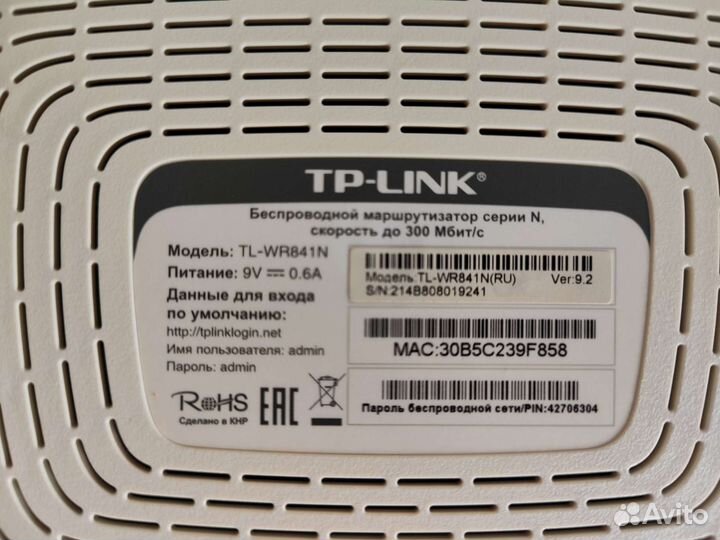 TP-LINK®
Беспроводной маршрутизатор серии N,
скорость до 300 Мбит/с
Модель: TL-WR841N
Питание: 9V ⎓ 0.6A
Данные для входа
по умолчанию:
http://tplinklogin.net
Имя пользователя: admin
Пароль: admin
RoHS
Сделано в КНР
EAC
Модель:TL-WR841N(RU) Ver:9.2
S/N:214B808019241
MAC:30B5C239F858
Пароль беспроводной сети/PIN:42706304
Avito